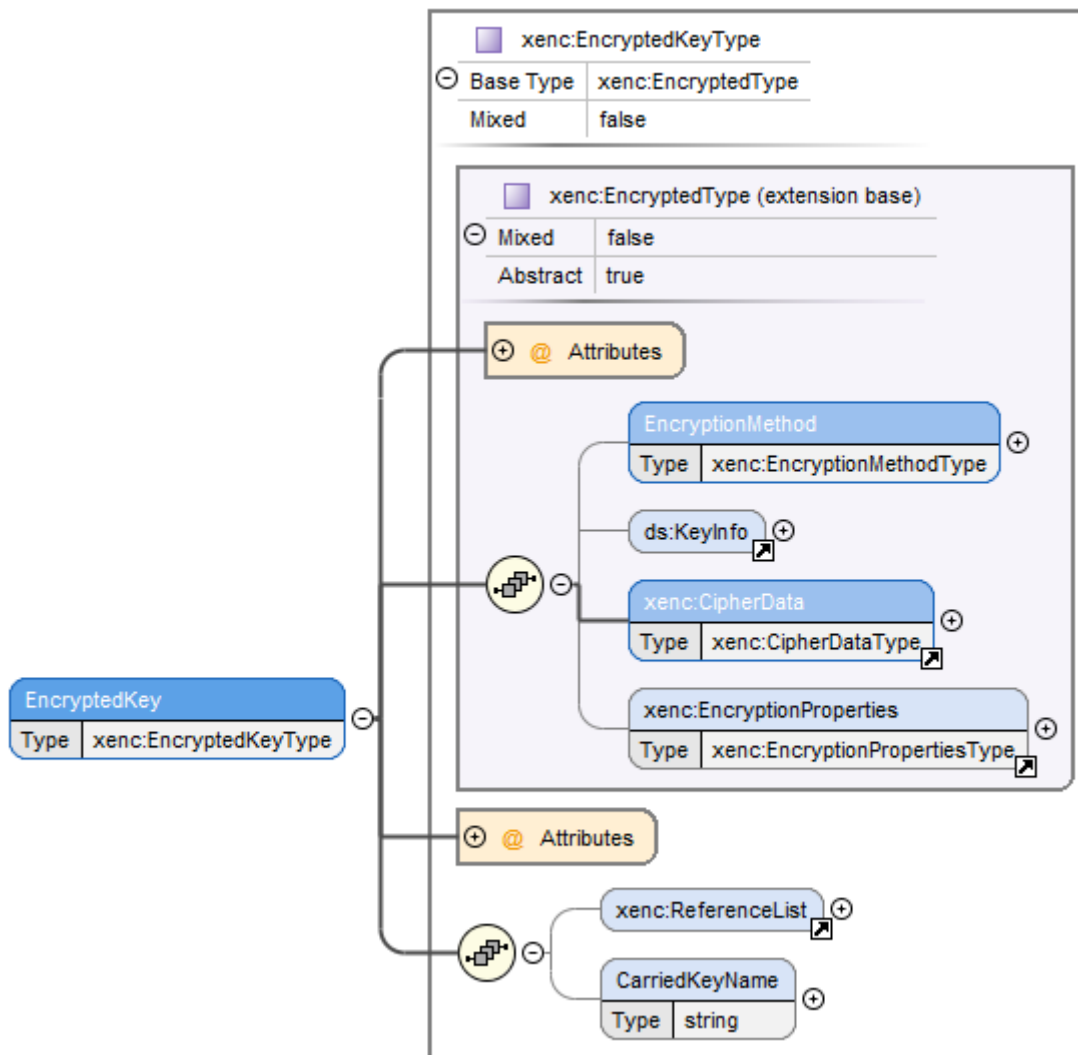 xenc:EncryptedKeyType
Base Type xenc:EncryptedType
Mixed false
xenc:EncryptedType (extension base)
Mixed false
Abstract true
@ Attributes
EncryptionMethod
Type xenc:EncryptionMethodType
ds:KeyInfo
xenc:CipherData
Type xenc:CipherDataType
xenc:EncryptionProperties
Type xenc:EncryptionPropertiesType
EncryptedKey
Type xenc:EncryptedKeyType
@ Attributes
xenc:ReferenceList
CarriedKeyName
Type string